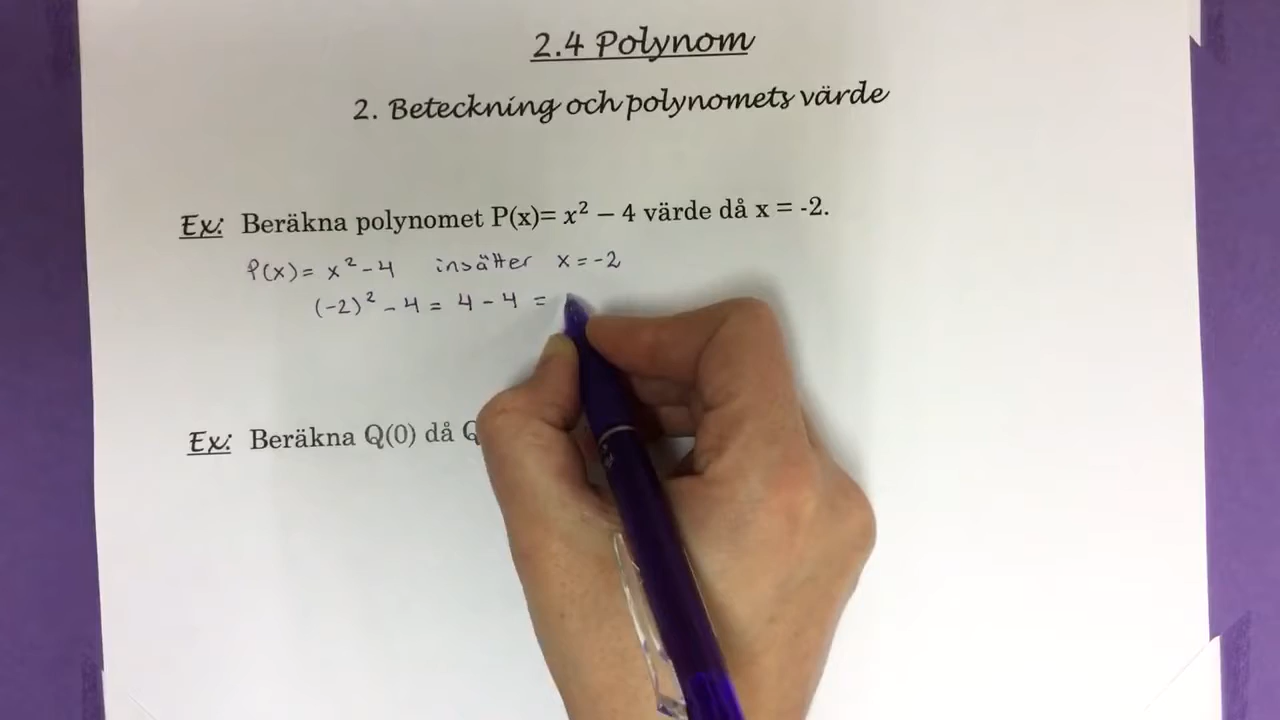 2.4 Polynom
2. Beteckning och polynomets värde
Ex: Beräkna polynomet P(x)= x² – 4 värde då x = -2.
P(x) = x² - 4 insätter x = -2
(-2)² - 4 = 4 - 4 =
Ex: Beräkna Q(0) då